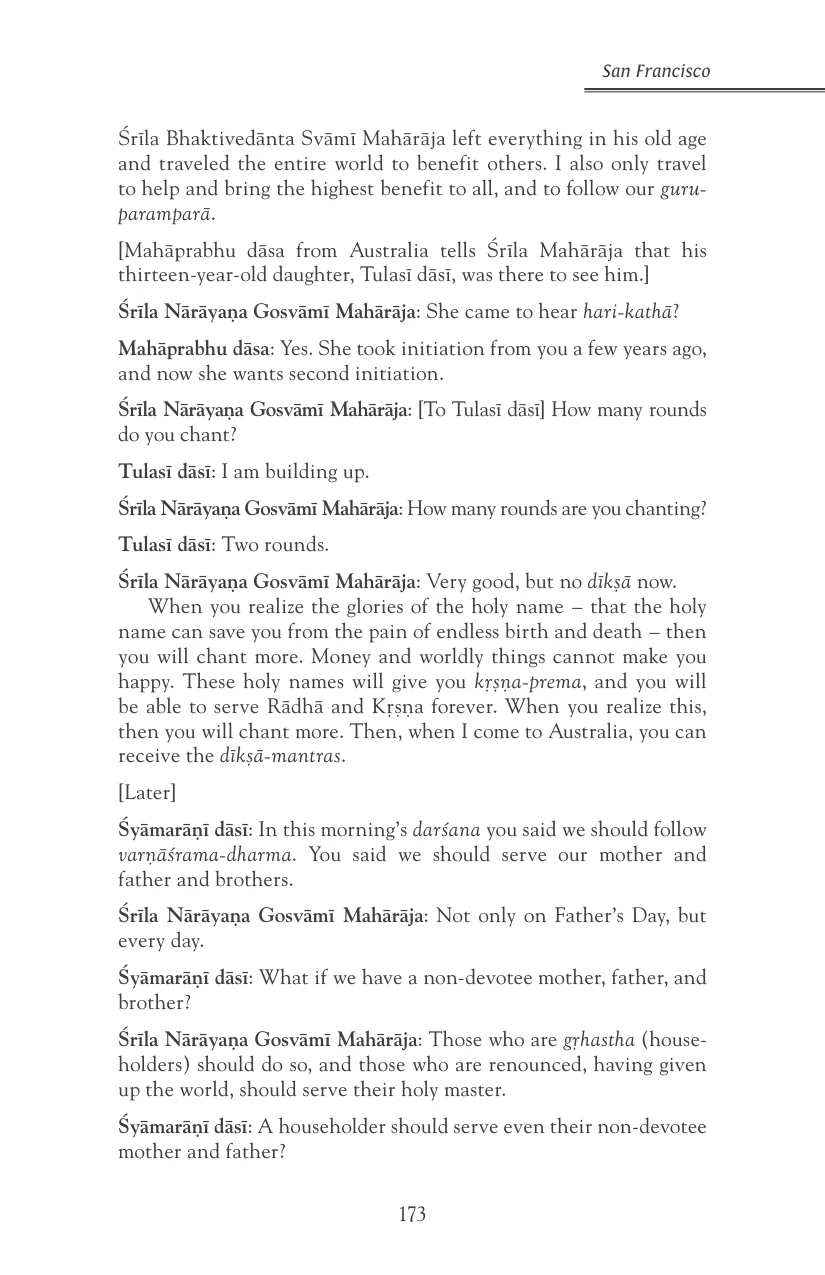 San Francisco
Śrīla Bhaktivedānta Svāmī Mahārāja left everything in his old age
and traveled the entire world to benefit others. I also only travel
to help and bring the highest benefit to all, and to follow our guru-
paramparā.
[Mahāprabhu dāsa from Australia tells Śrīla Mahārāja that his
thirteen-year-old daughter, Tulasī dāsī, was there to see him.]
Śrīla Nārāyaṇa Gosvāmī Mahārāja: She came to hear hari-kathā?
Mahāprabhu dāsa: Yes. She took initiation from you a few years ago,
and now she wants second initiation.
Śrīla Nārāyaṇa Gosvāmī Mahārāja: [To Tulasī dāsī] How many rounds
do you chant?
Tulasī dāsī: I am building up.
Śrīla Nārāyaṇa Gosvāmī Mahārāja: How many rounds are you chanting?
Tulasī dāsī: Two rounds.
Śrīla Nārāyaṇa Gosvāmī Mahārāja: Very good, but no dīkṣā now.
When you realize the glories of the holy name – that the holy
name can save you from the pain of endless birth and death – then
you will chant more. Money and worldly things cannot make you
happy. These holy names will give you kṛṣṇa-prema, and you will
be able to serve Rādhā and Kṛṣṇa forever. When you realize this,
then you will chant more. Then, when I come to Australia, you can
receive the dīkṣā-mantras.
[Later]
Śyāmarāṇī dāsī: In this morning’s darśana you said we should follow
varṇāśrama-dharma. You said we should serve our mother and
father and brothers.
Śrīla Nārāyaṇa Gosvāmī Mahārāja: Not only on Father’s Day, but
every day.
Śyāmarāṇī dāsī: What if we have a non-devotee mother, father, and
brother?
Śrīla Nārāyaṇa Gosvāmī Mahārāja: Those who are gṛhastha (house-
holders) should do so, and those who are renounced, having given
up the world, should serve their holy master.
Śyāmarāṇī dāsī: A householder should serve even their non-devotee
mother and father?
173